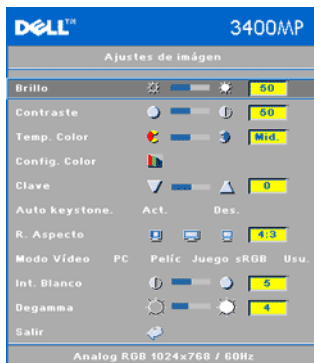 DELL™ 3400MP
Ajustes de imágen
Brillo 50
Contraste 50
Temp. Color Mid.
Config. Color
Clave 0
Auto keystone. Act. Des.
R. Aspecto 4:3
Modo Vídeo PC Pelíc Juego sRGB Usu.
Int. Blanco 5
Degamma 4
Salir
Analog RGB 1024x768 / 60Hz